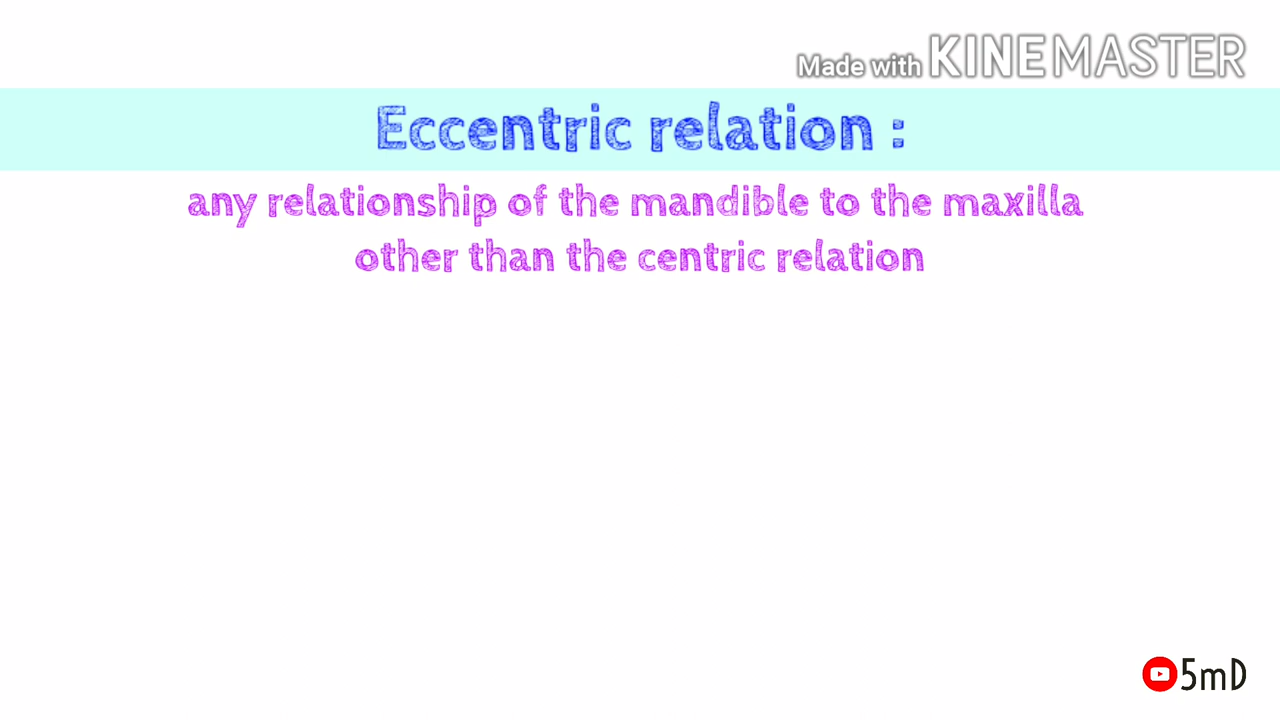 Made with KINEMASTER
Eccentric relation :
any relationship of the mandible to the maxilla
other than the centric relation
5mD